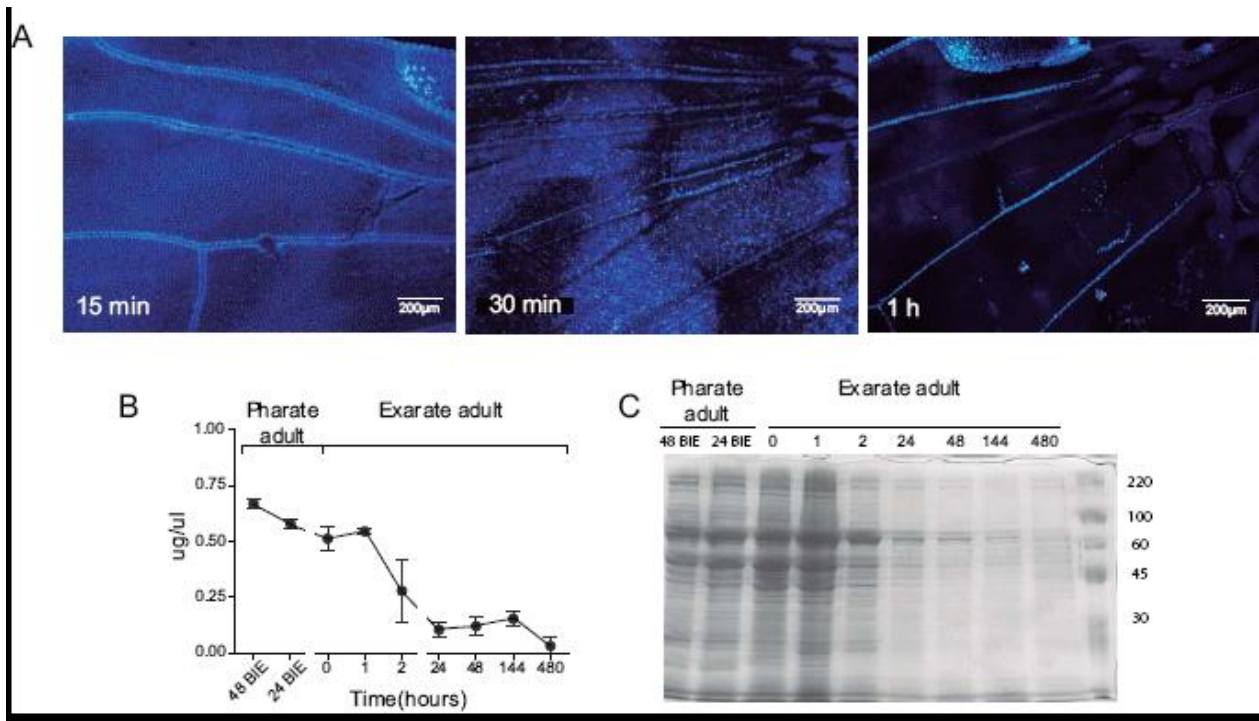 A
15 min
200µm
30 min
200µm
1 h
200µm
B
Pharate
adult
Exarate adult
1.00
0.75
0.50
0.25
0.00
ug/ul
48 BIE
24 BIE
0
1
2
24
48
144
480
Time(hours)
C
Pharate
adult
Exarate adult
48 BIE 24 BIE 0 1 2 24 48 144 480
220
100
60
45
30